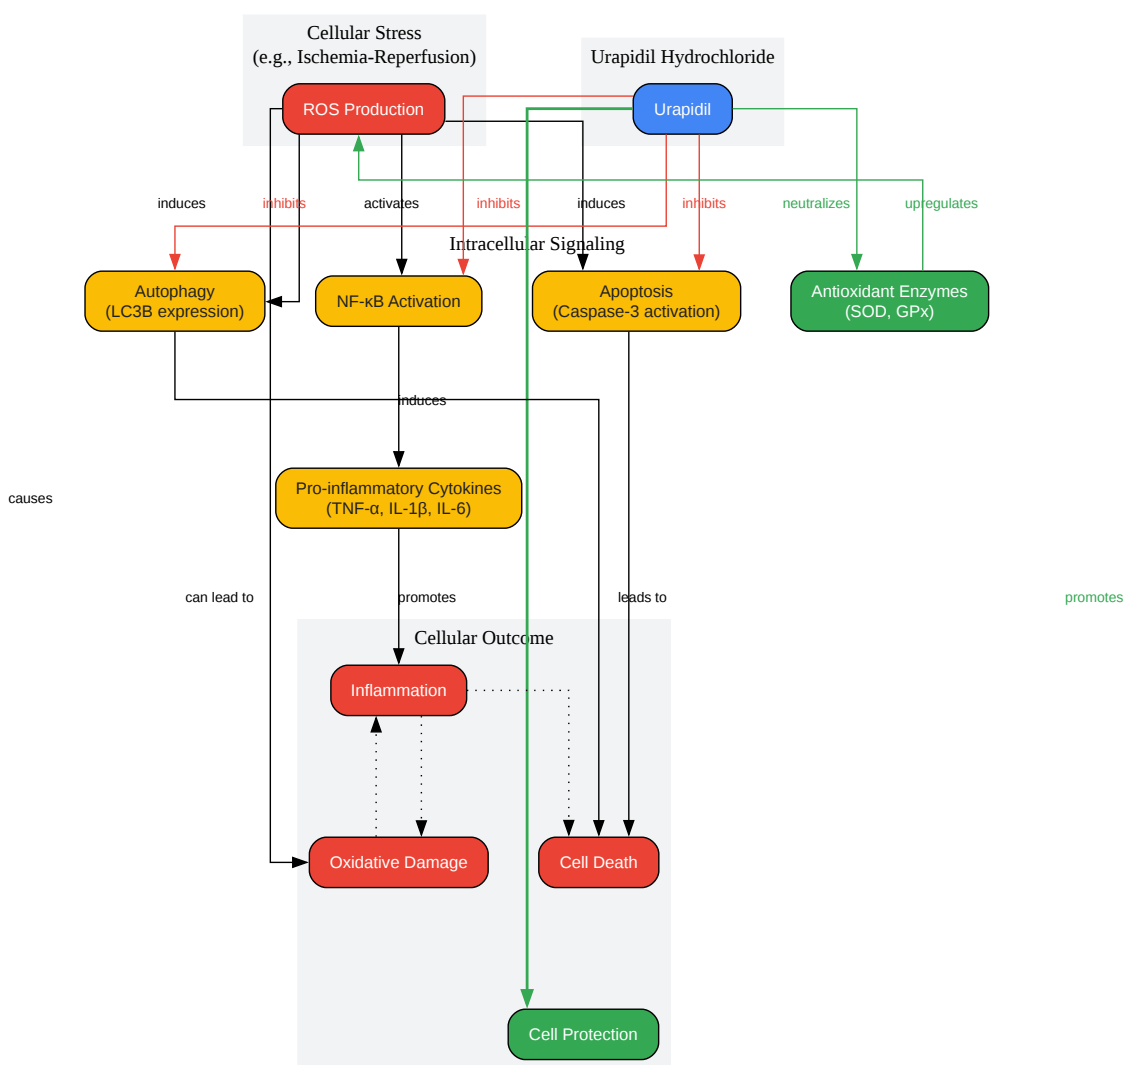 Cellular Stress
(e.g., Ischemia-Reperfusion)
Urapidil Hydrochloride
ROS Production
Urapidil
induces
inhibits
activates
inhibits
induces
inhibits
neutralizes
upregulates
Intracellular Signaling
Autophagy
(LC3B expression)
NF-κB Activation
Apoptosis
(Caspase-3 activation)
Antioxidant Enzymes
(SOD, GPx)
induces
Pro-inflammatory Cytokines
(TNF-α, IL-1β, IL-6)
causes
can lead to
promotes
leads to
promotes
Cellular Outcome
Inflammation
Oxidative Damage
Cell Death
Cell Protection